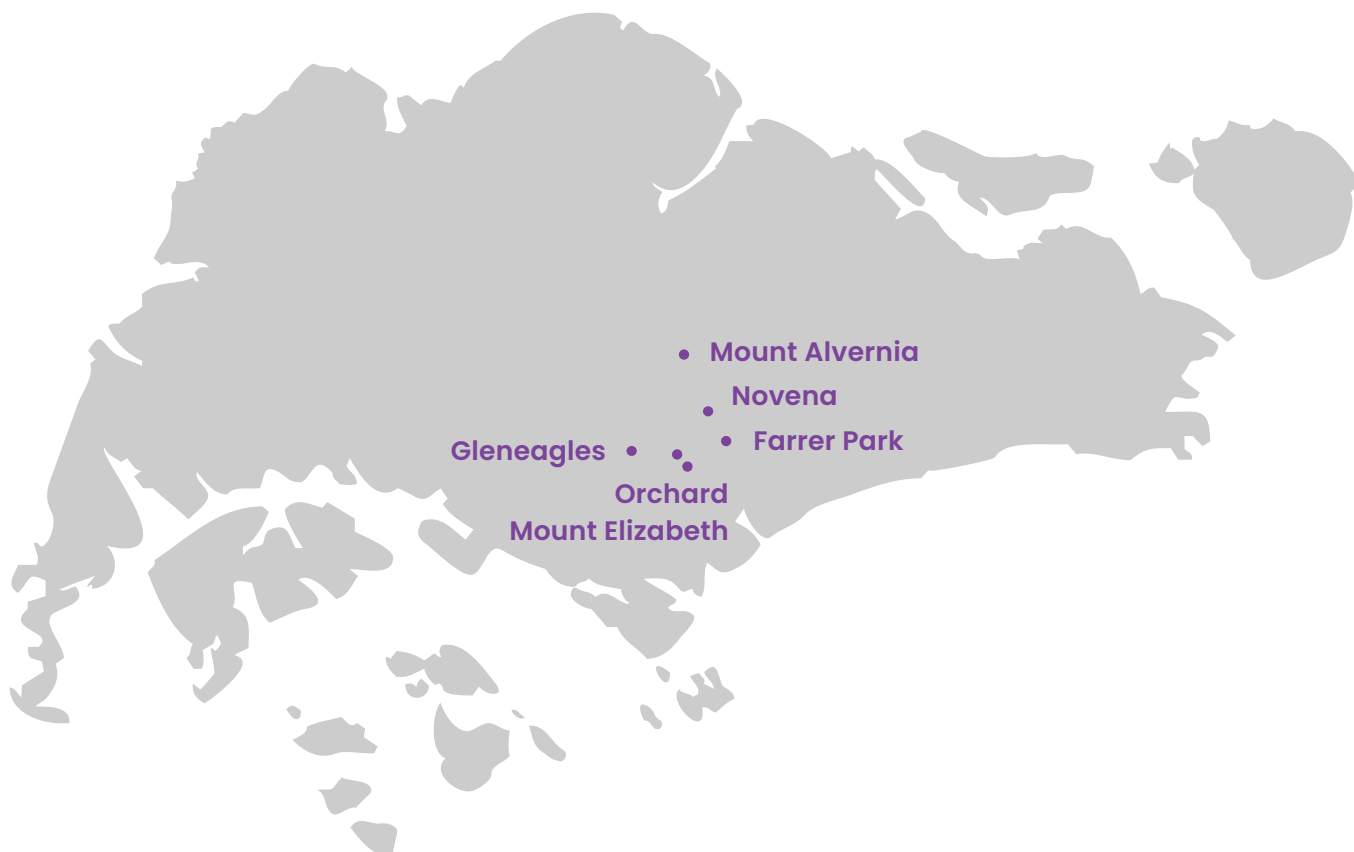 Mount Alvernia
Novena
Farrer Park
Gleneagles
Orchard
Mount Elizabeth